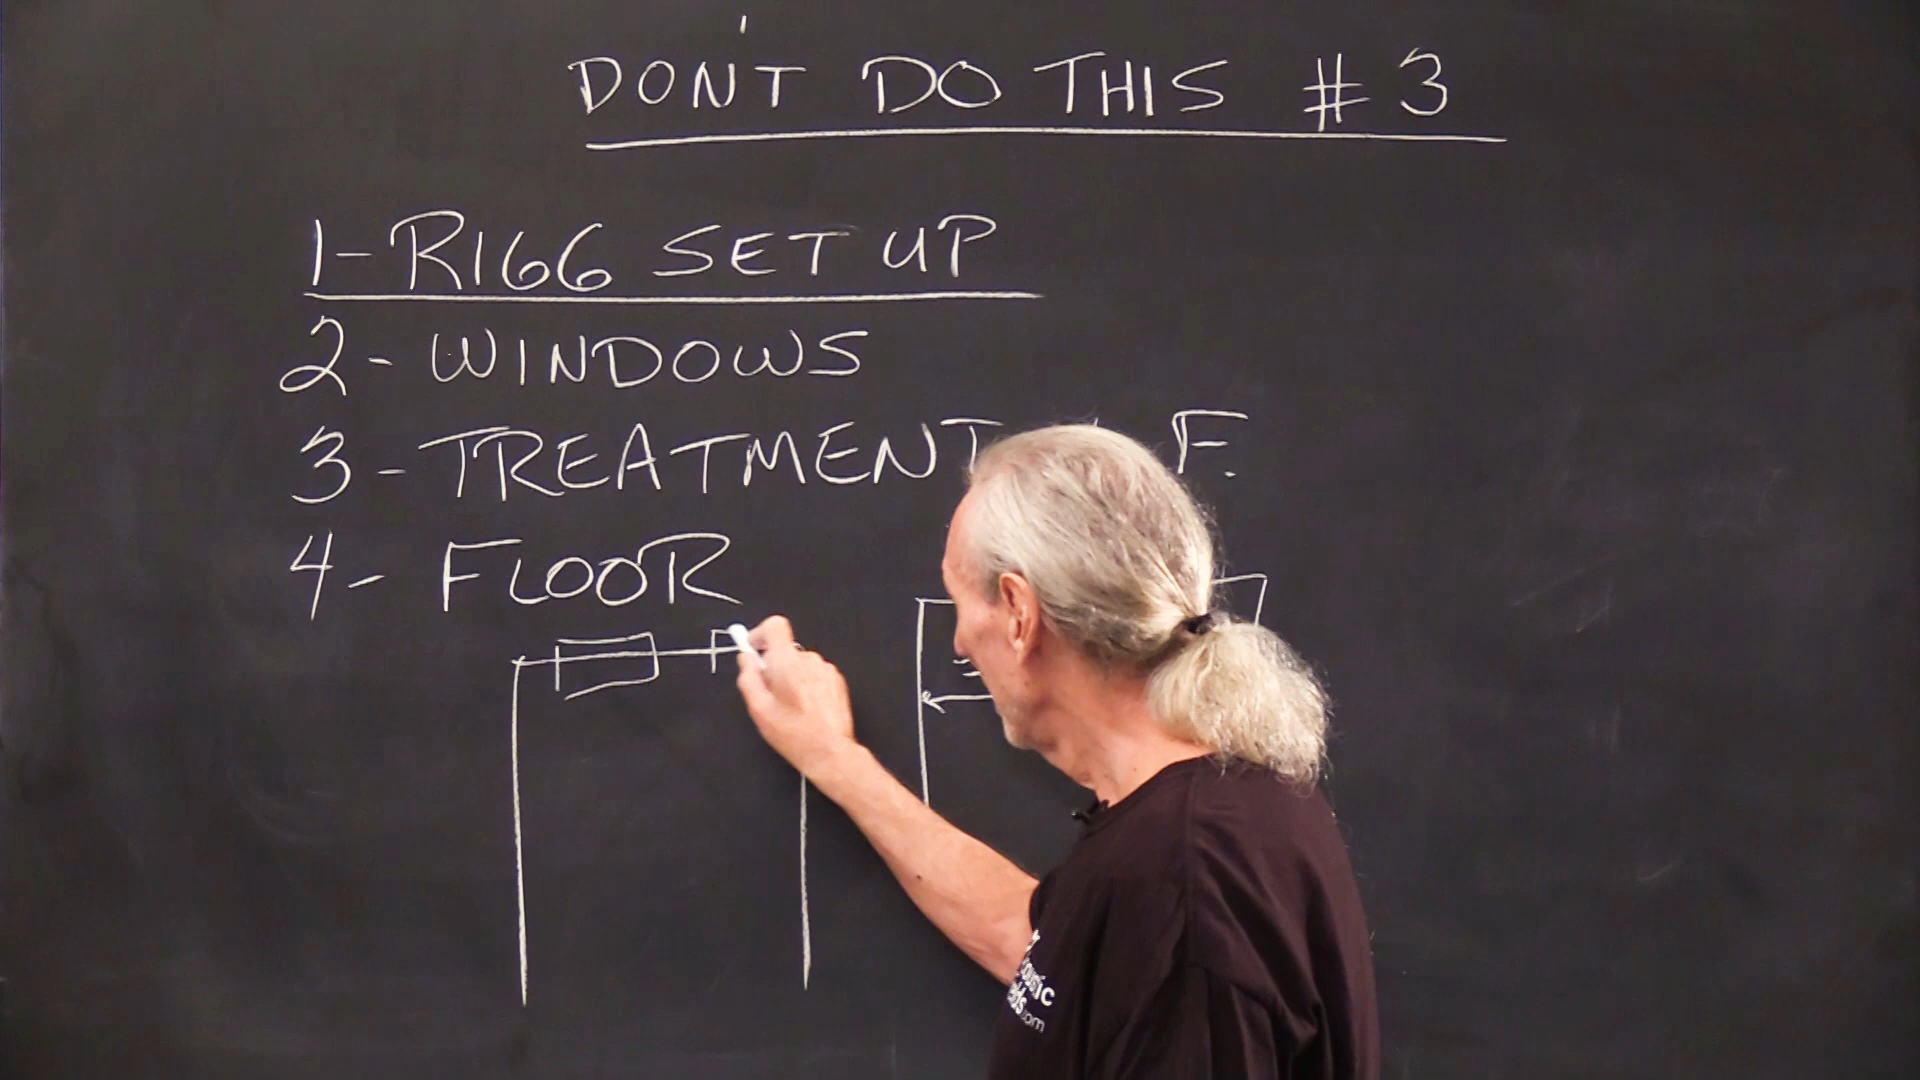 DON'T DO THIS #3
1-RIGG SET UP
2-WINDOWS
3-TREATMENT F.
4-FLOOR